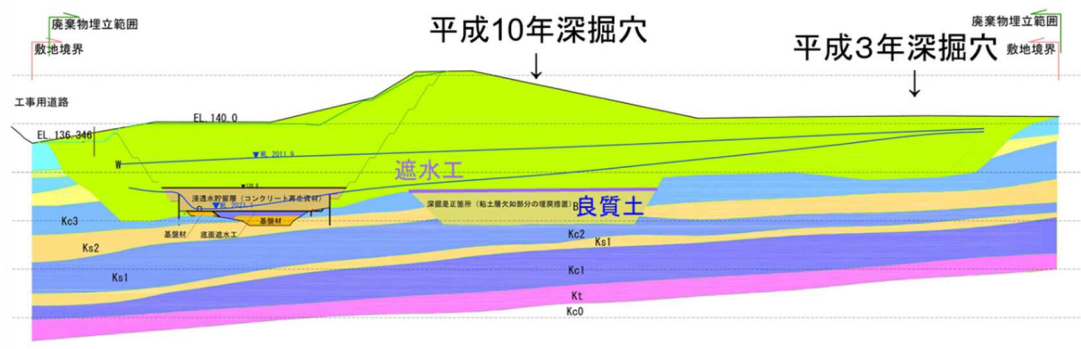 廃棄物埋立範囲
敷地境界
平成10年深掘穴
平成3年深掘穴
廃棄物埋立範囲
敷地境界
工事用道路
EL.140.0
EL.136.346
W
遮水工
浸透水貯留層（コンクリート再生資材）
深掘是正箇所（粘土層欠如部分の埋戻措置）
良質土
基盤材
基盤材
底面遮水工
Kc3
Ks2
Ks1
Kc2
Ks1
Kc1
Kt
Kc0